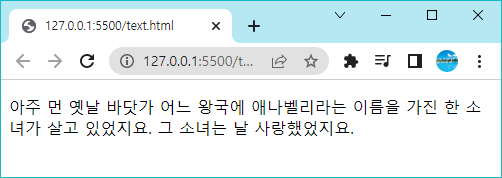 127.0.0.1:5500/text.html
127.0.0.1:5500/t...
아주 먼 옛날 바닷가 어느 왕국에 애나벨리라는 이름을 가진 한 소
녀가 살고 있었지요. 그 소녀는 날 사랑했었지요.